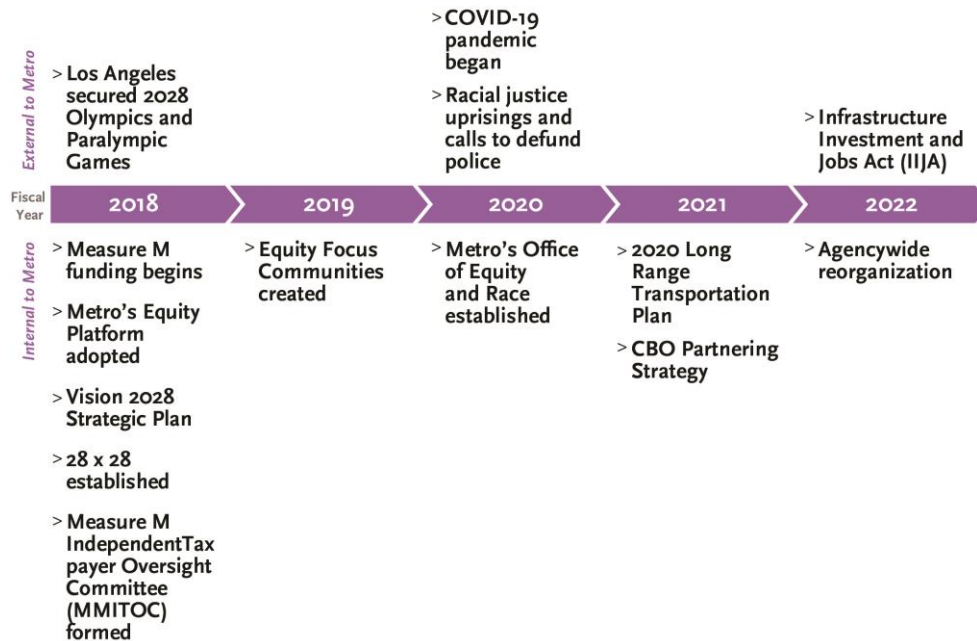 External to Metro
> Los Angeles
secured 2028
Olympics and
Paralympic
Games
> COVID-19
pandemic
began
> Racial justice
uprisings and
calls to defund
police
> Infrastructure
Investment and
Jobs Act (IIJA)
Fiscal
Year
2018
2019
2020
2021
2022
Internal to Metro
> Measure M
funding begins
> Metro’s Equity
Platform
adopted
> Vision 2028
Strategic Plan
> 28 x 28
established
> Measure M
IndependentTax
payer Oversight
Committee
(MMITOC)
formed
> Equity Focus
Communities
created
> Metro’s Office
of Equity
and Race
established
> 2020 Long
Range
Transportation
Plan
> CBO Partnering
Strategy
> Agencywide
reorganization